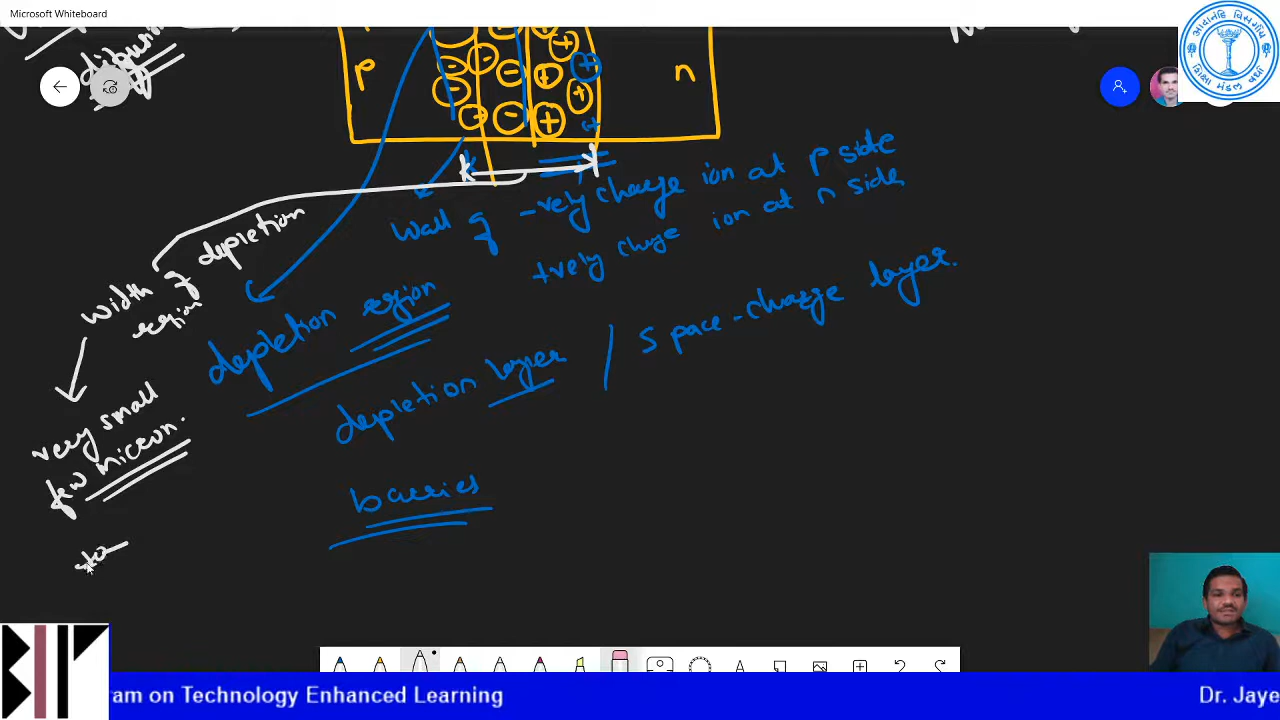 Microsoft Whiteboard
p
n
Wall of -vely charge ion at p side
+vely charge ion at n side
width of depletion
region
depletion region
depletion layer / space-charge layer.
very small
few micron.
barrier
ram on Technology Enhanced Learning
Dr. Jaye